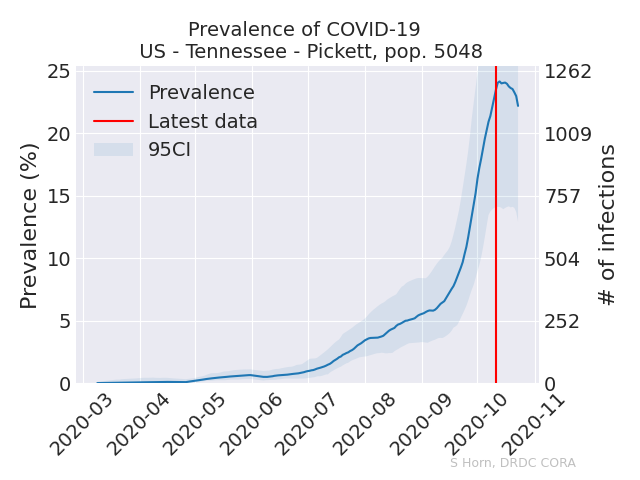 Prevalence of COVID-19
US - Tennessee - Pickett, pop. 5048
Prevalence
Latest data
95CI
Prevalence (%)
25
20
15
10
5
0
1262
1009
757
504
252
0
# of infections
2020-03
2020-04
2020-05
2020-06
2020-07
2020-08
2020-09
2020-10
2020-11
S Horn, DRDC CORA